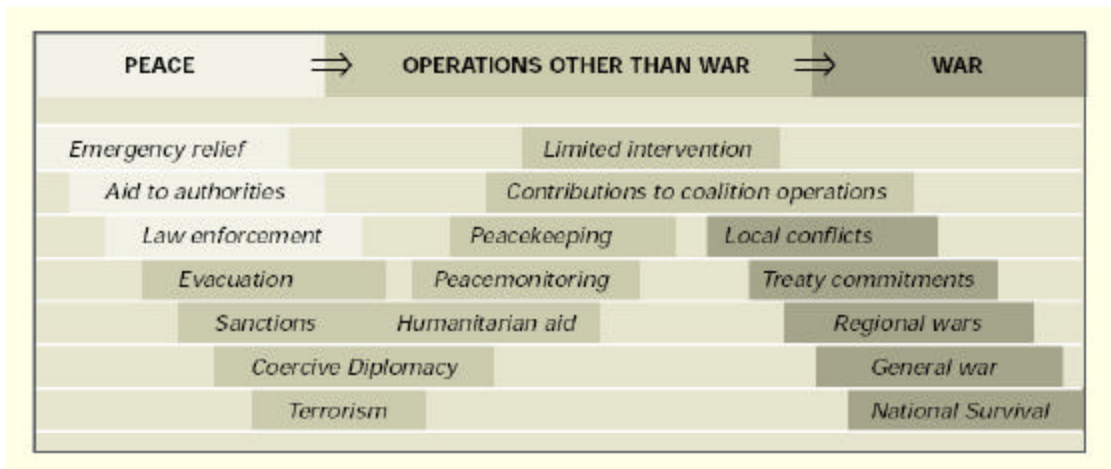 PEACE ⇒ OPERATIONS OTHER THAN WAR ⇒ WAR
Emergency relief Limited intervention
Aid to authorities Contributions to coalition operations
Law enforcement Peacekeeping Local conflicts
Evacuation Peacemonitoring Treaty commitments
Sanctions Humanitarian aid Regional wars
Coercive Diplomacy General war
Terrorism National Survival